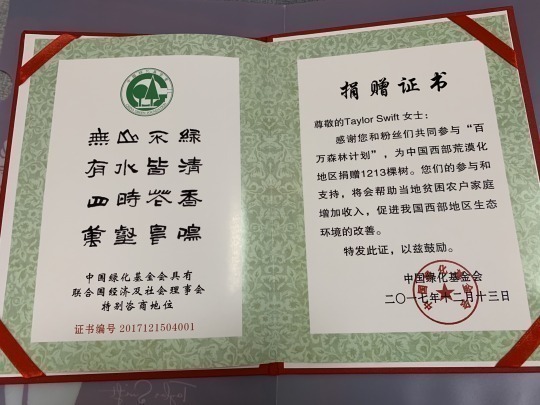 無山不綠
有水皆清
四時花香
萬壑鳥鳴
中国绿化基金会具有
联合国经济及社会理事会
特别咨商地位
证书编号 2017121504001
捐赠证书
尊敬的Taylor Swift 女士：
感谢您和粉丝们共同参与“百
万森林计划”，为中国西部荒漠化
地区捐赠1213棵树。您们的参与和
支持，将会帮助当地贫困农户家庭
增加收入，促进我国西部地区生态
环境的改善。
特发此证，以兹鼓励。
中国绿化基金会
二〇一七年十二月十三日